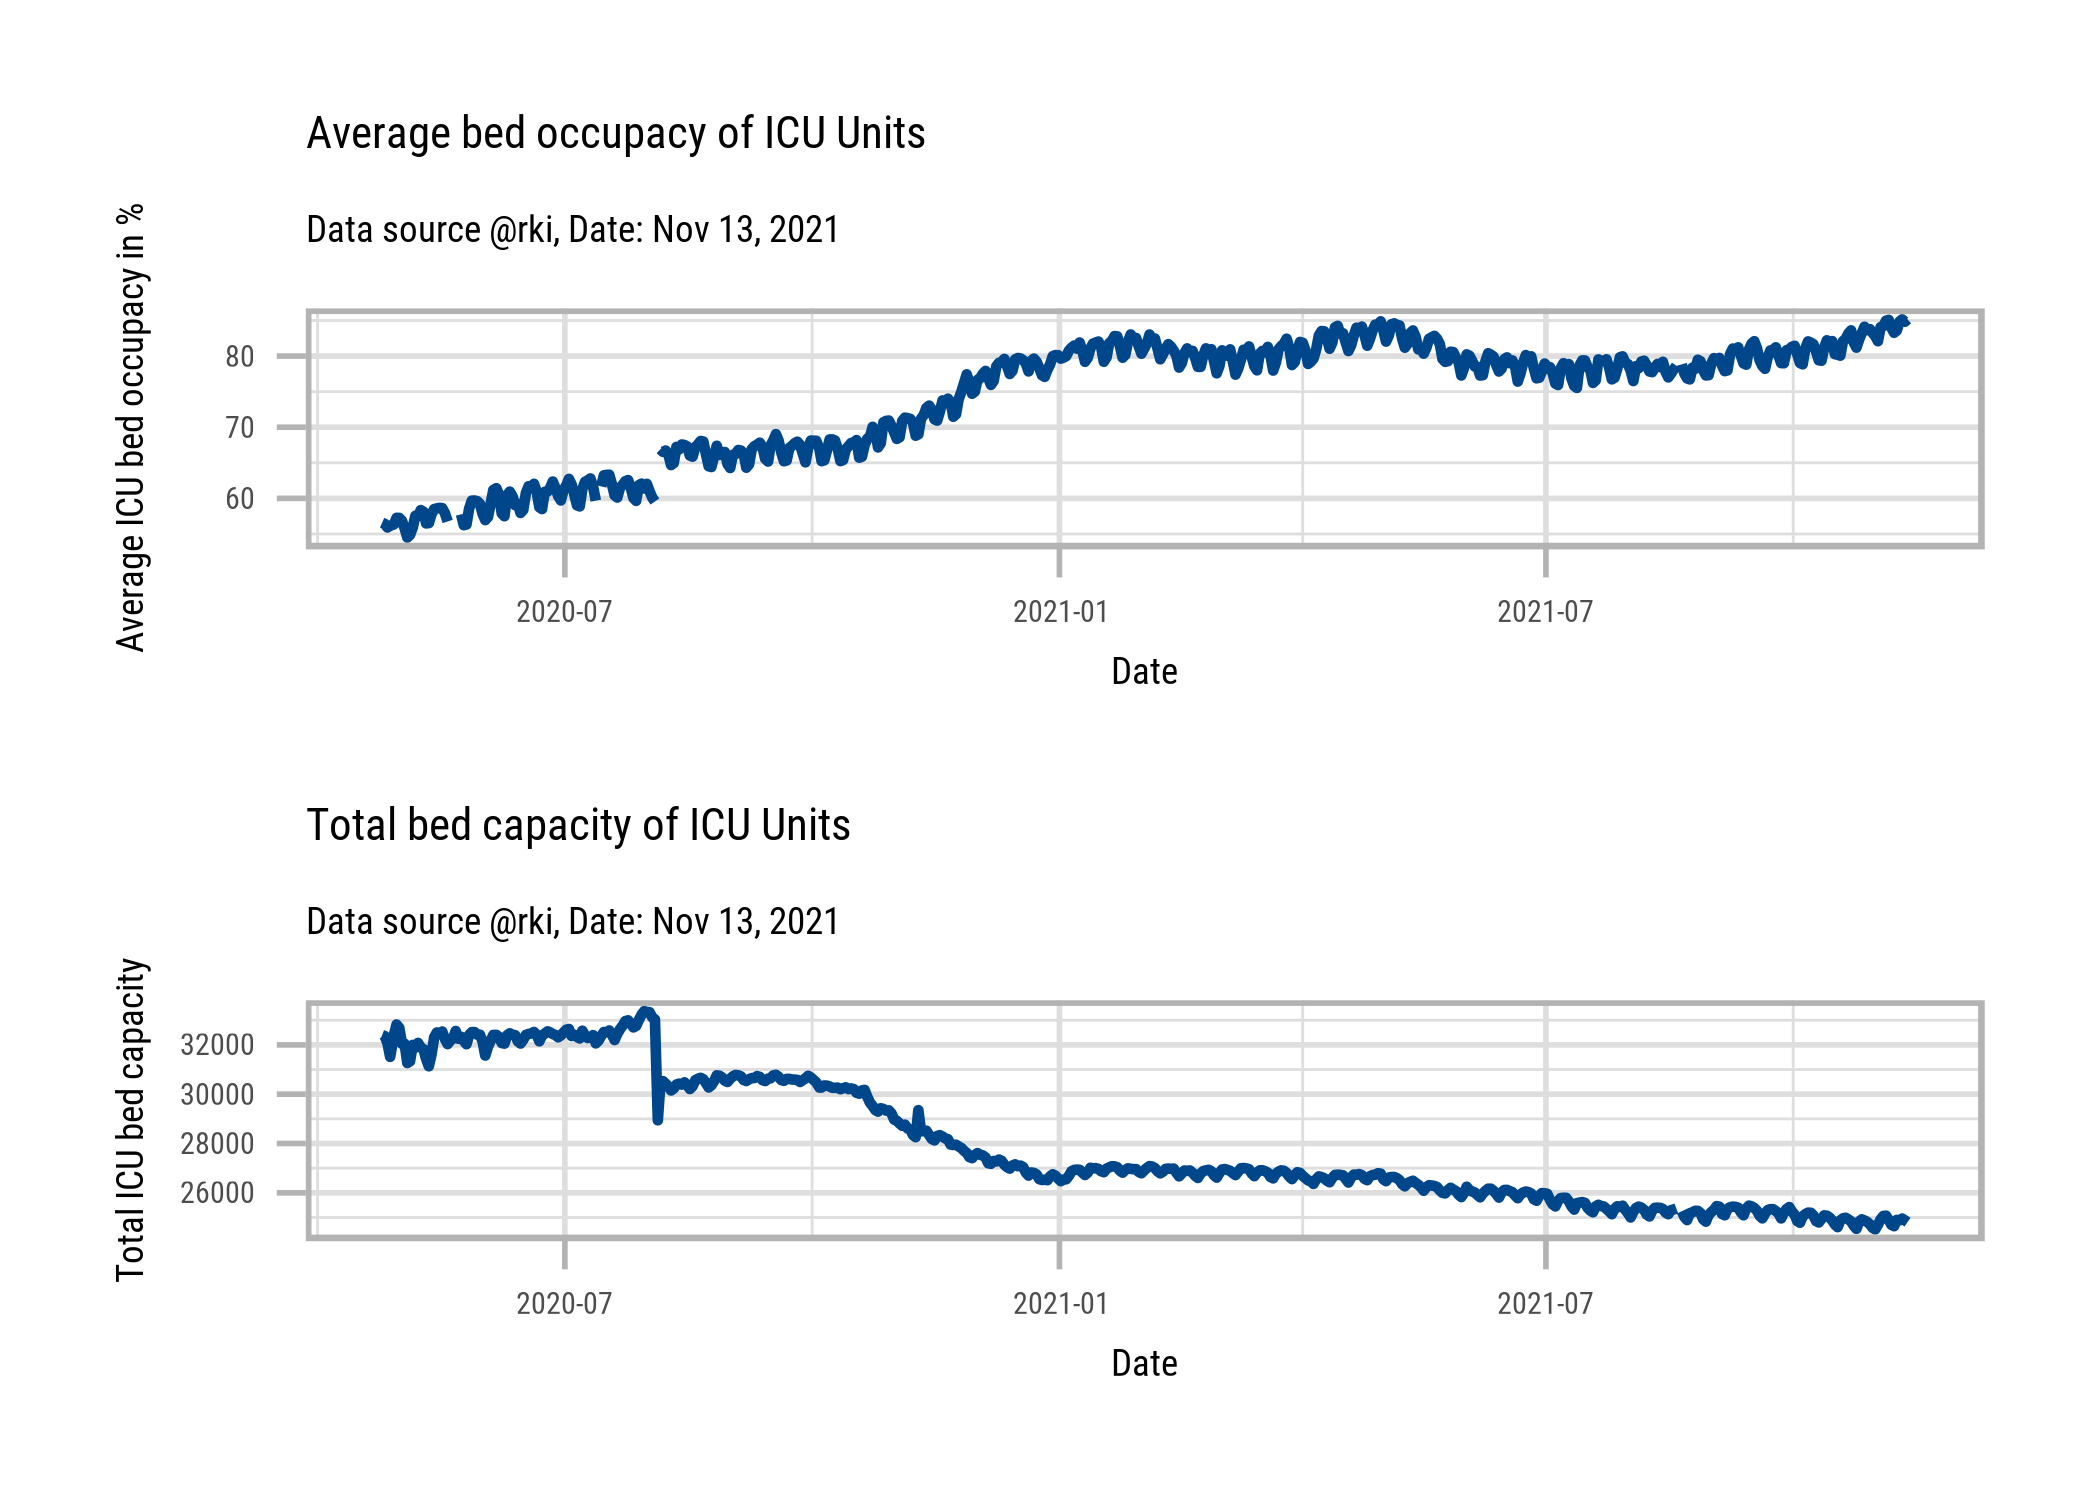 Average bed occupacy of ICU Units
Data source @rki, Date: Nov 13, 2021
Average ICU bed occupacy in %
80
70
60
2020-07
2021-01
2021-07
Date
Total bed capacity of ICU Units
Data source @rki, Date: Nov 13, 2021
Total ICU bed capacity
32000
30000
28000
26000
2020-07
2021-01
2021-07
Date